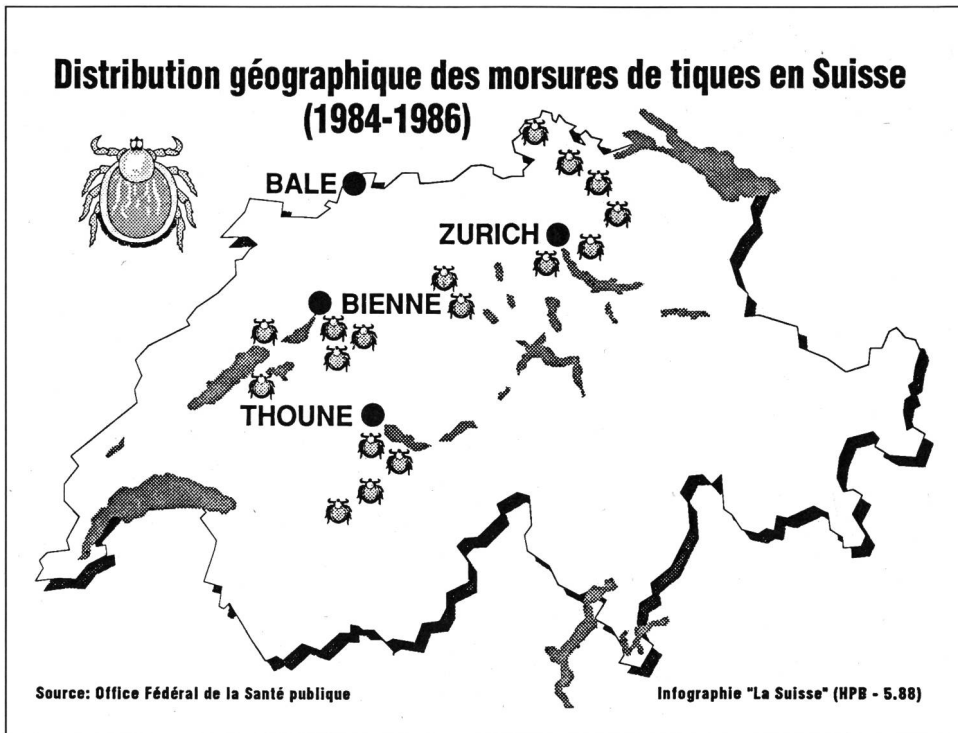 Distribution géographique des morsures de tiques en Suisse
(1984-1986)
BALE
ZURICH
BIENNE
THOUNE
Source: Office Fédéral de la Santé publique
Infographie "La Suisse" (HPB - 5.88)